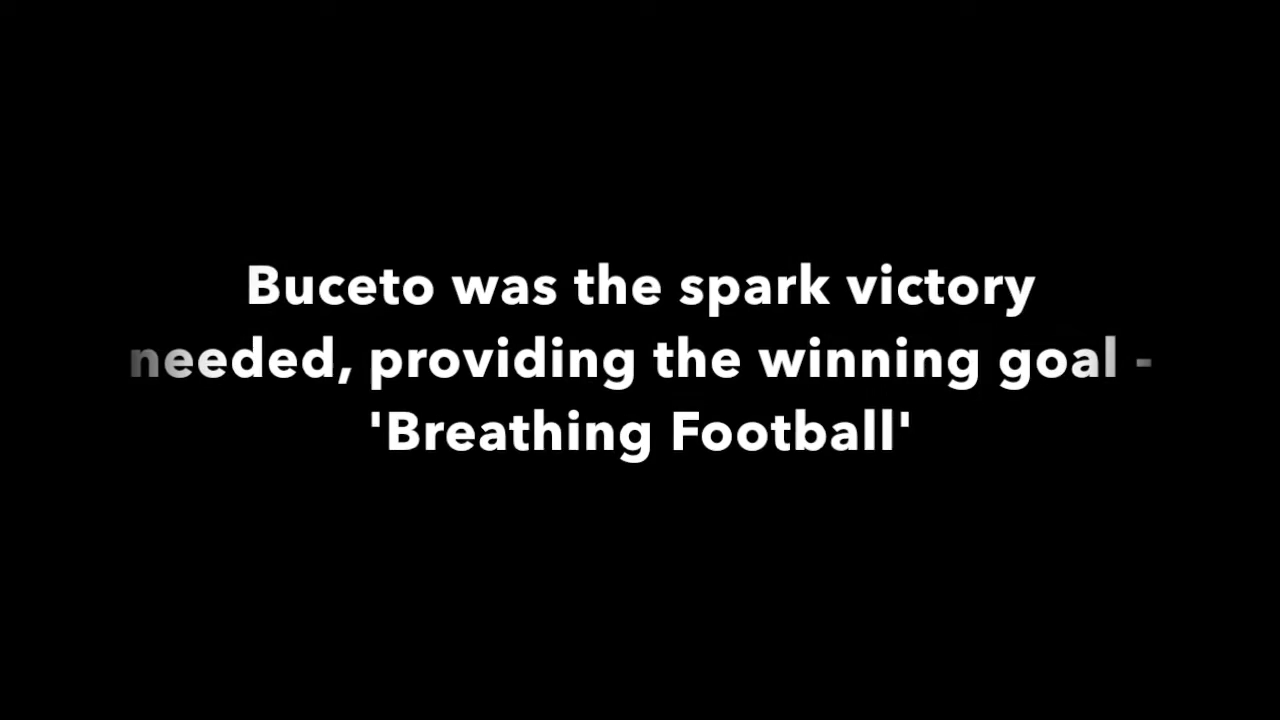 Buceto was the spark victory
needed, providing the winning goal -
'Breathing Football'